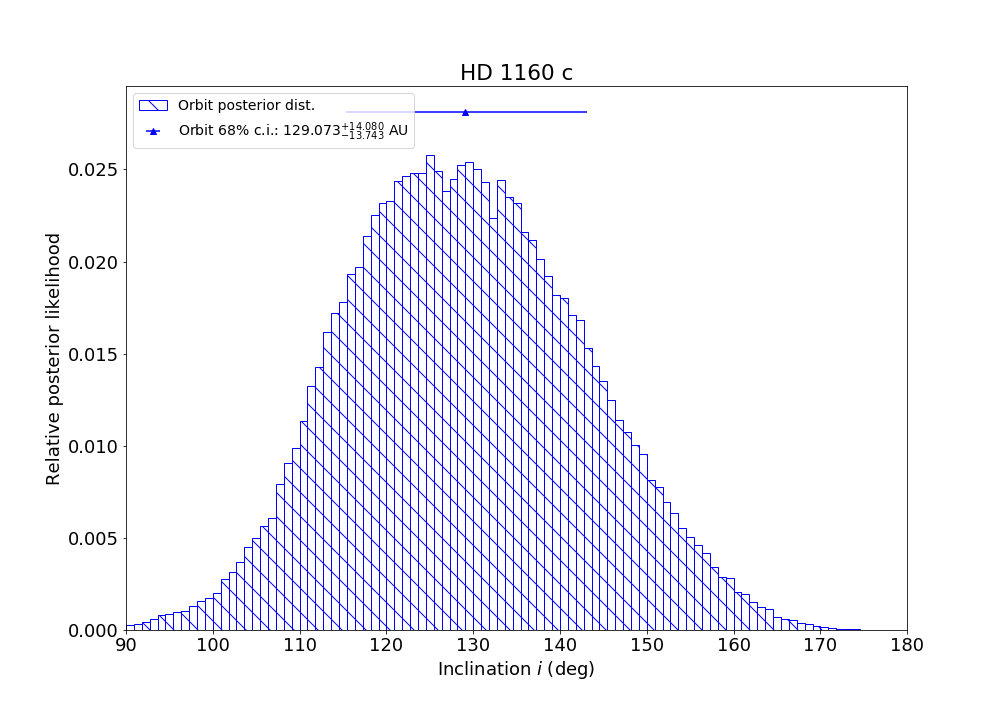 HD 1160 c
Orbit posterior dist.
Orbit 68% c.i.: 129.073+14.080−13.743 AU
Relative posterior likelihood
0.025
0.020
0.015
0.010
0.005
0.000
90 100 110 120 130 140 150 160 170 180
Inclination i (deg)